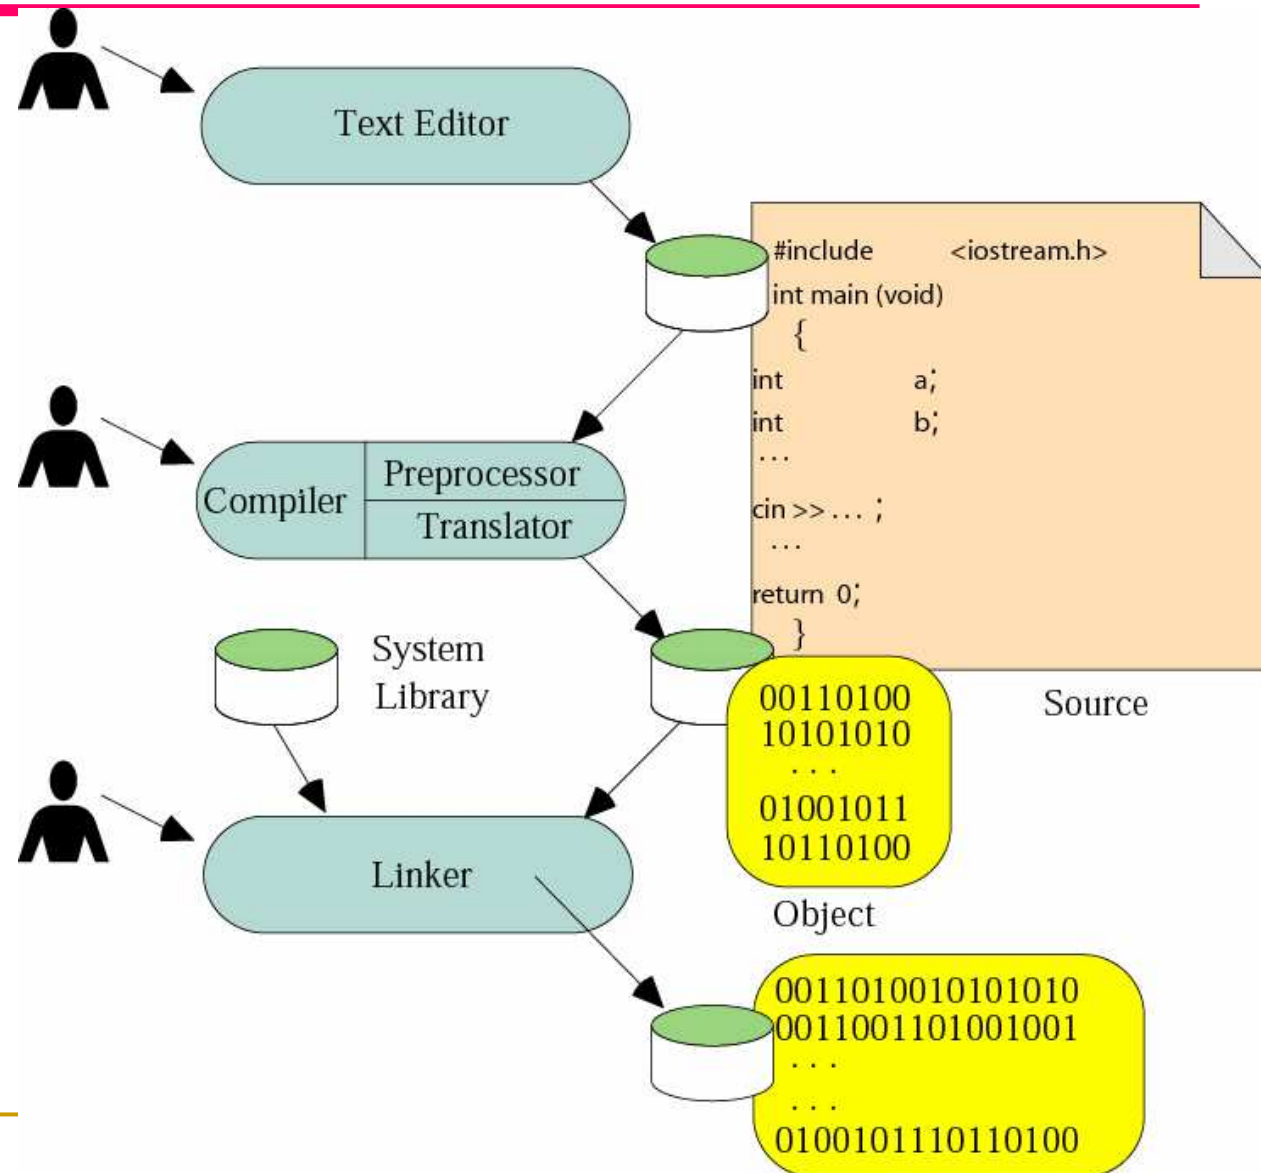 Text Editor
#include <iostream.h>
int main (void)
{
int a;
int b;
...
cin >> ... ;
...
return 0;
}
Source
Compiler
Preprocessor
Translator
System
Library
00110100
10101010
...
01001011
10110100
Object
Linker
0011010010101010
0011001101001001
...
...
0100101110110100